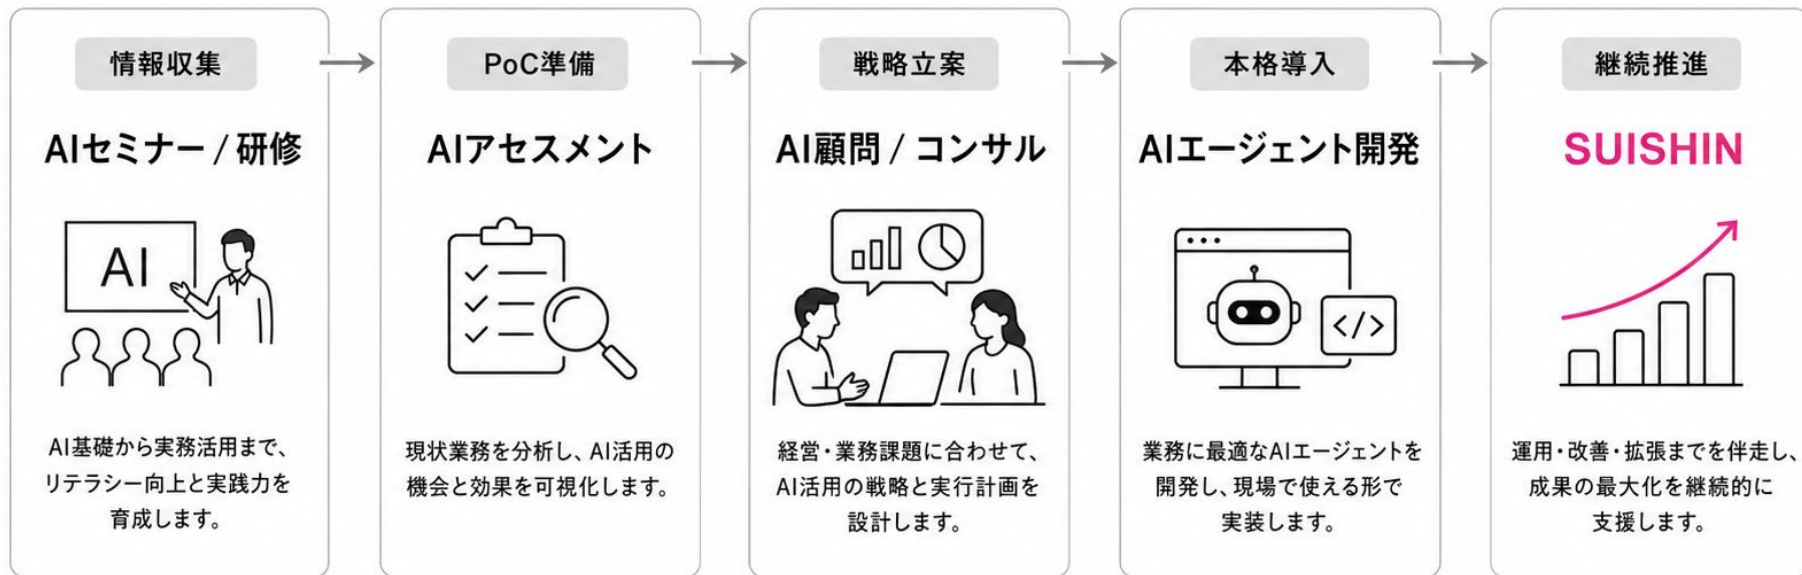 情報収集
AIセミナー / 研修
AI
AI基礎から実務活用まで、
リテラシー向上と実践力を
育成します。
PoC準備
AIアセスメント
現状業務を分析し、AI活用の
機会と効果を可視化します。
戦略立案
AI顧問 / コンサル
経営・業務課題に合わせて、
AI活用の戦略と実行計画を
設計します。
本格導入
AIエージェント開発
</>
業務に最適なAIエージェントを
開発し、現場で使える形で
実装します。
継続推進
SUISHIN
運用・改善・拡張までを伴走し、
成果の最大化を継続的に
支援します。